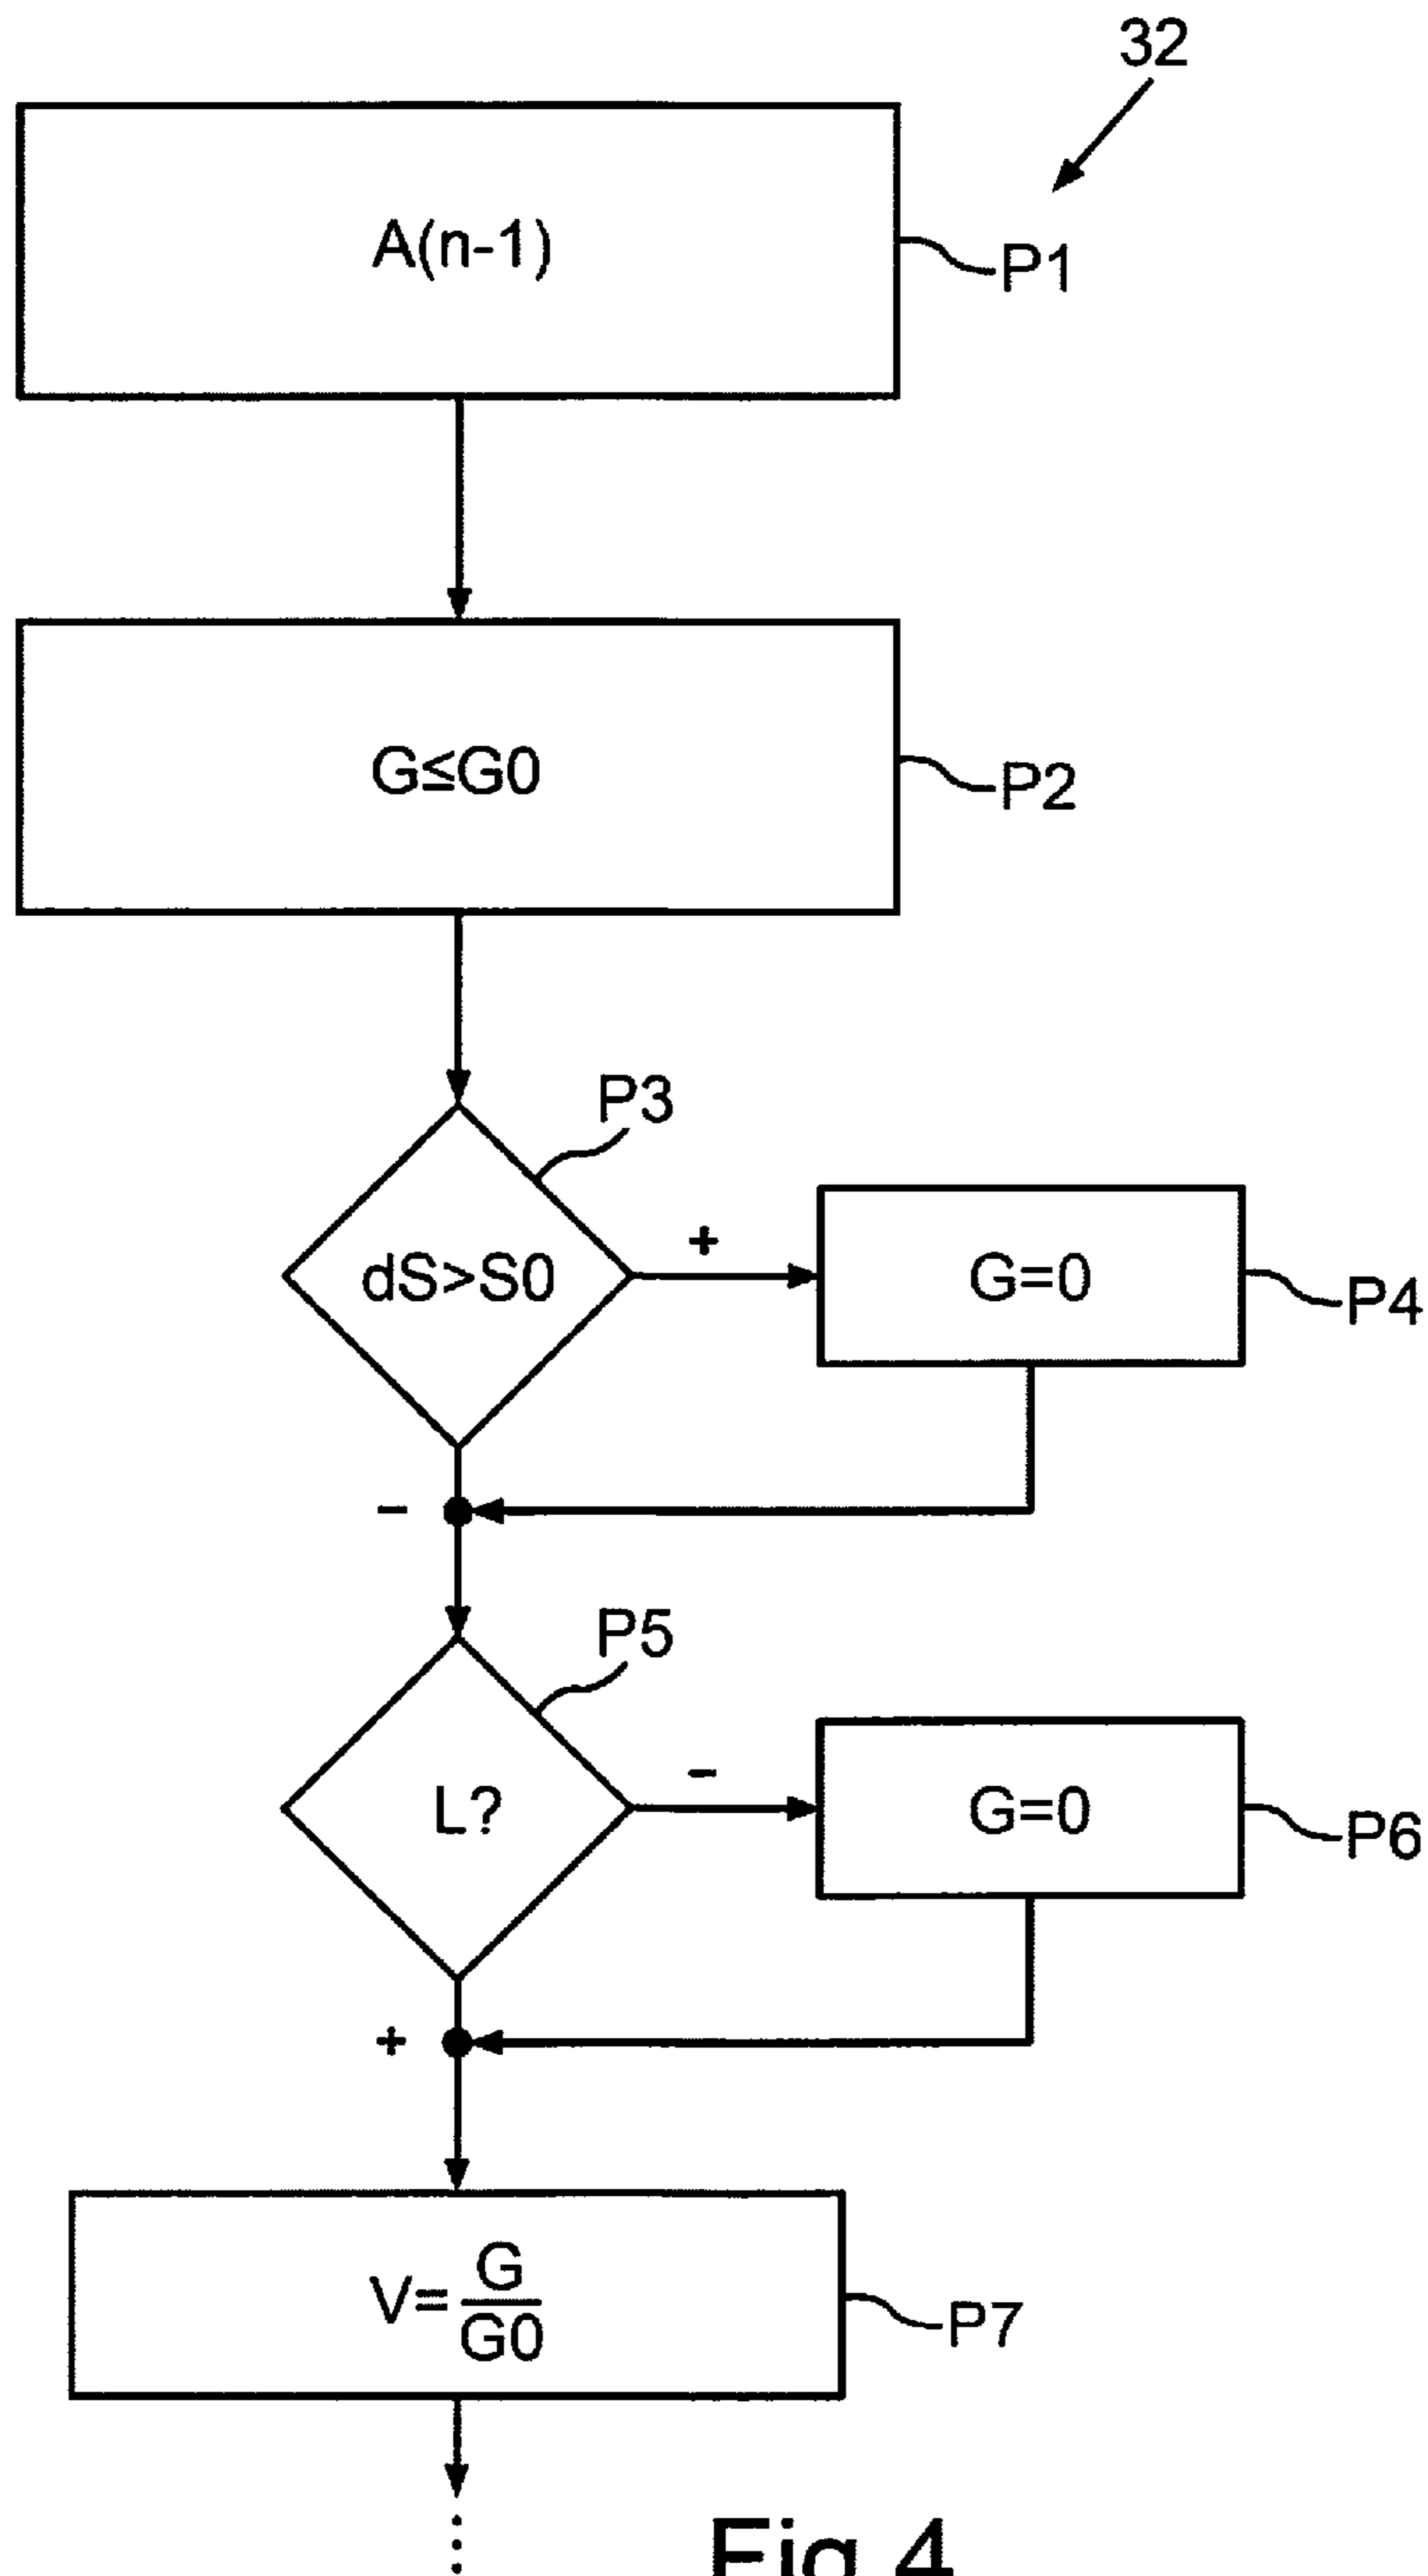 32
A(n-1)
P1
G≤G0
P2
P3
dS>S0
+
G=0
P4
-
P5
L?
-
G=0
P6
+
V=G/G0
P7
Fig.4